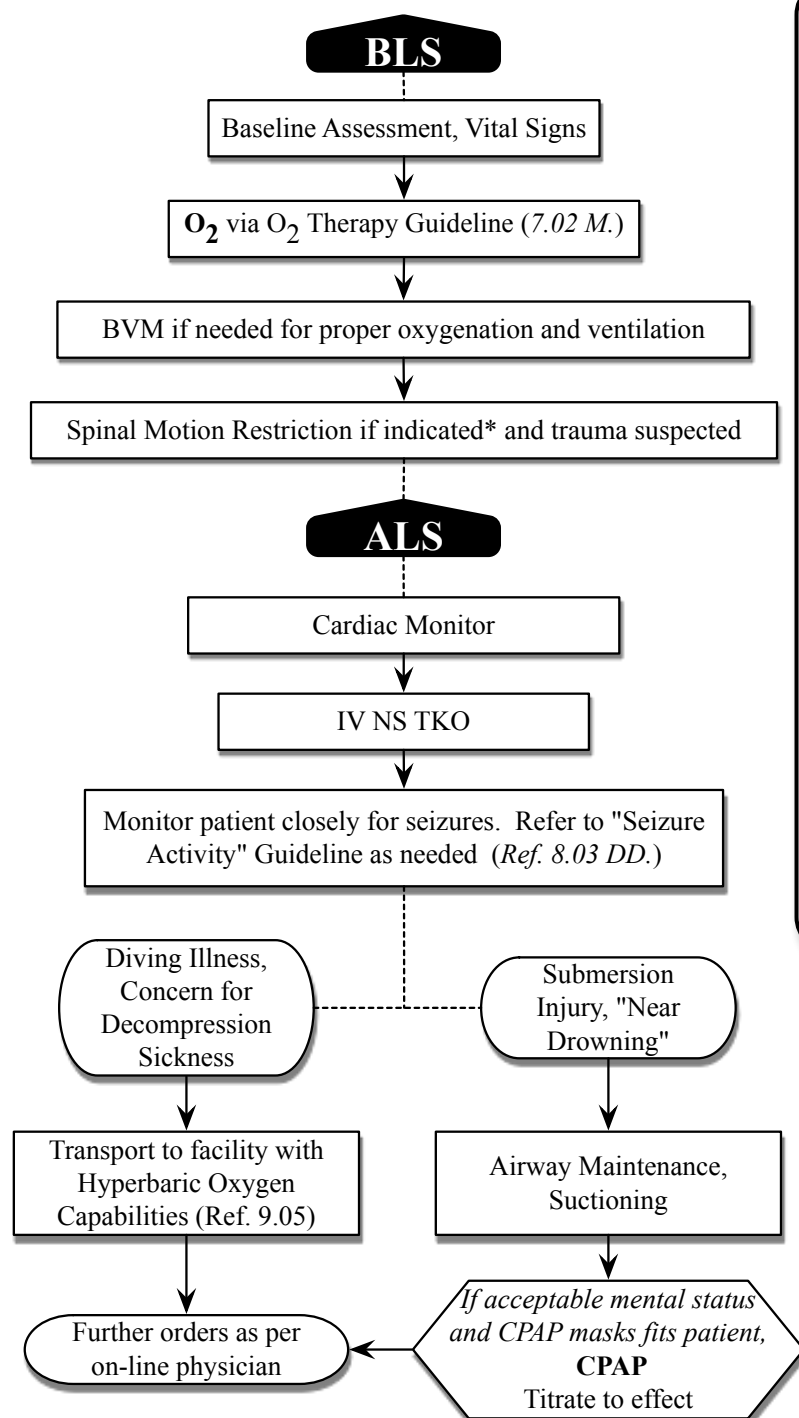 BLS
Baseline Assessment, Vital Signs
O2 via O2 Therapy Guideline (7.02 M.)
BVM if needed for proper oxygenation and ventilation
Spinal Motion Restriction if indicated* and trauma suspected
ALS
Cardiac Monitor
IV NS TKO
Monitor patient closely for seizures.  Refer to "Seizure
Activity" Guideline as needed  (Ref. 8.03 DD.)
Diving Illness,
Concern for
Decompression
Sickness
Submersion
Injury, "Near
Drowning"
Transport to facility with
Hyperbaric Oxygen
Capabilities (Ref. 9.05)
Airway Maintenance,
Suctioning
If acceptable mental status
and CPAP masks fits patient,
CPAP
Titrate to effect
Further orders as per
on-line physician